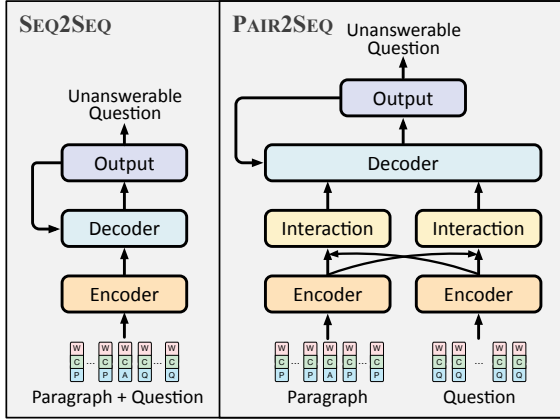 SEQ2SEQ
Unanswerable
Question
Output
Decoder
Encoder
W W W W W
C ... C C C ... C
P P A Q Q
Paragraph + Question
PAIR2SEQ
Unanswerable
Question
Output
Decoder
Interaction Interaction
Encoder Encoder
W W W W W W W W W
C ... C C C ... C C C ... C C
P P A P P Q Q Q Q
Paragraph Question